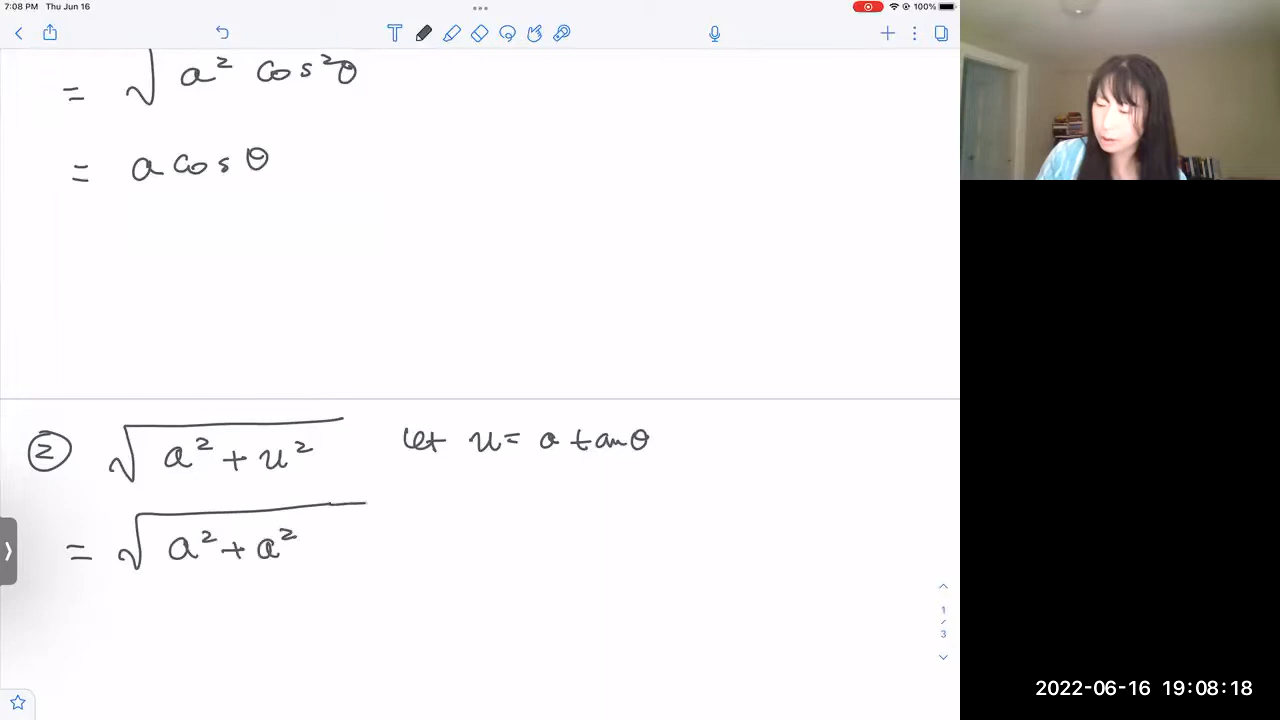 7:08 PM Thu Jun 16
100%
= √a² cos²θ
= a cos θ
② √a² + u² let u = a tan θ
= √a² + a²
1
/
3
2022-06-16 19:08:18